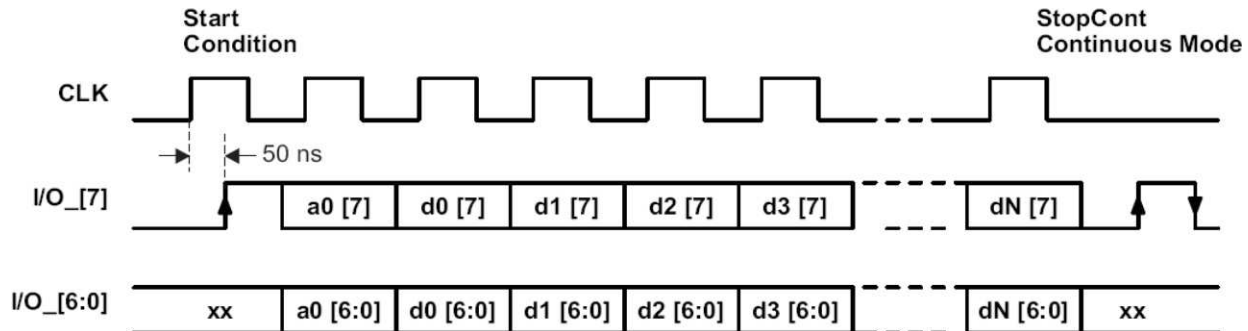 Start
Condition
StopCont
Continuous Mode
CLK
50 ns
I/O_[7]
a0 [7]
d0 [7]
d1 [7]
d2 [7]
d3 [7]
dN [7]
I/O_[6:0]
xx
a0 [6:0]
d0 [6:0]
d1 [6:0]
d2 [6:0]
d3 [6:0]
dN [6:0]
xx